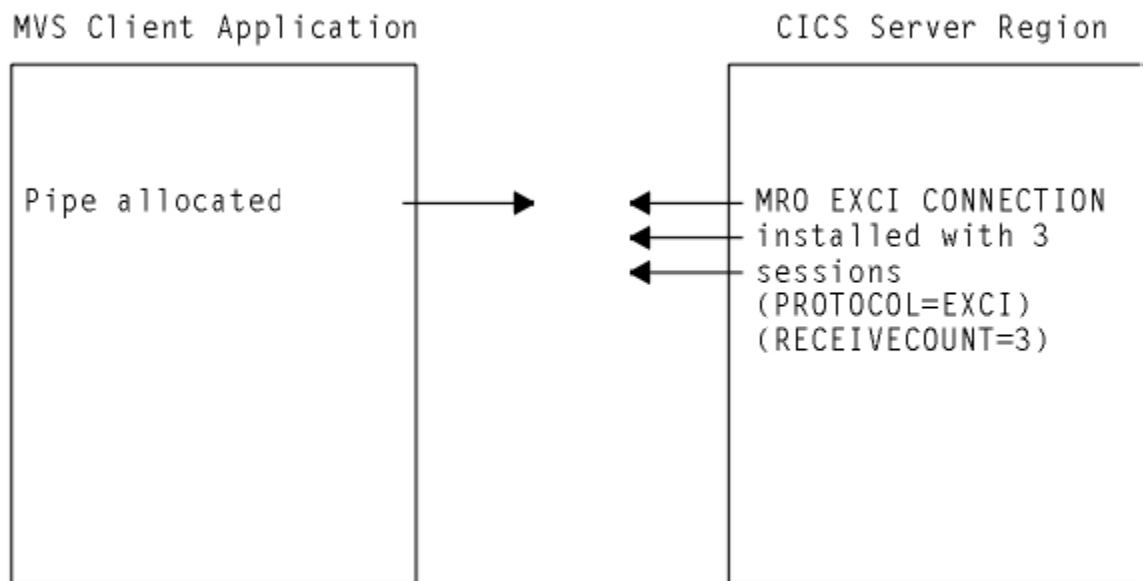 MVS Client Application
CICS Server Region
Pipe allocated
MRO EXCI CONNECTION
installed with 3
sessions
(PROTOCOL=EXCI)
(RECEIVECOUNT=3)